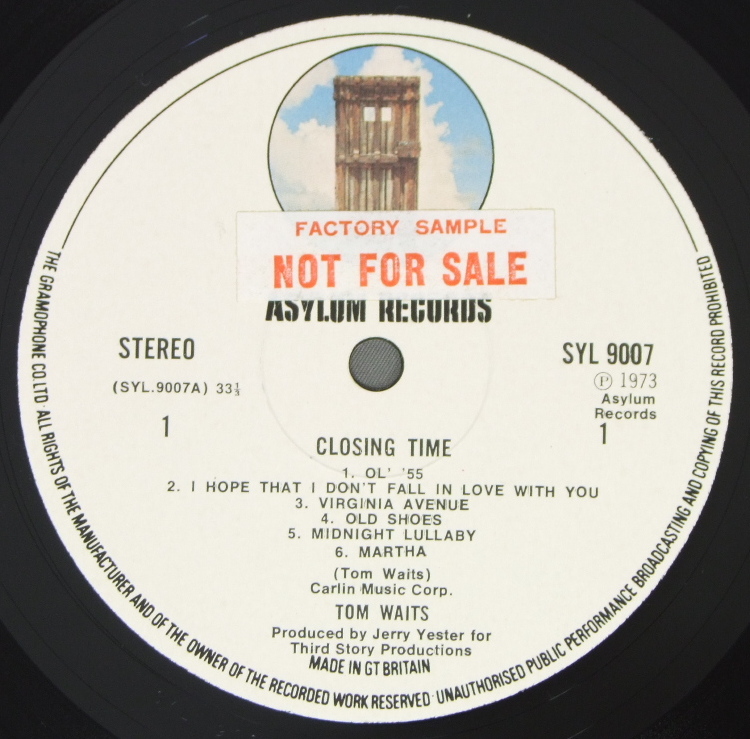 FACTORY SAMPLE
NOT FOR SALE
ASYLUM RECORDS
STEREO
(SYL.9007A) 33⅓
1
SYL 9007
Ⓟ 1973
Asylum
Records
1
CLOSING TIME
1. OL' '55
2. I HOPE THAT I DON'T FALL IN LOVE WITH YOU
3. VIRGINIA AVENUE
4. OLD SHOES
5. MIDNIGHT LULLABY
6. MARTHA
(Tom Waits)
Carlin Music Corp.
TOM WAITS
Produced by Jerry Yester for
Third Story Productions
MADE IN GT BRITAIN
THE GRAMOPHONE CO. LTD· ALL RIGHTS OF THE MANUFACTURER AND OF THE OWNER OF THE RECORDED WORK RESERVED· UNAUTHORISED PUBLIC PERFORMANCE BROADCASTING AND COPYING OF THIS RECORD PROHIBITED